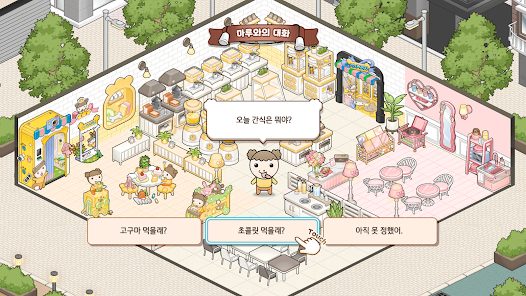 마루와의 대화
오늘 간식은 뭐야?
고구마 먹을래?
초콜릿 먹을래?
아직 못 정했어.
Touch!